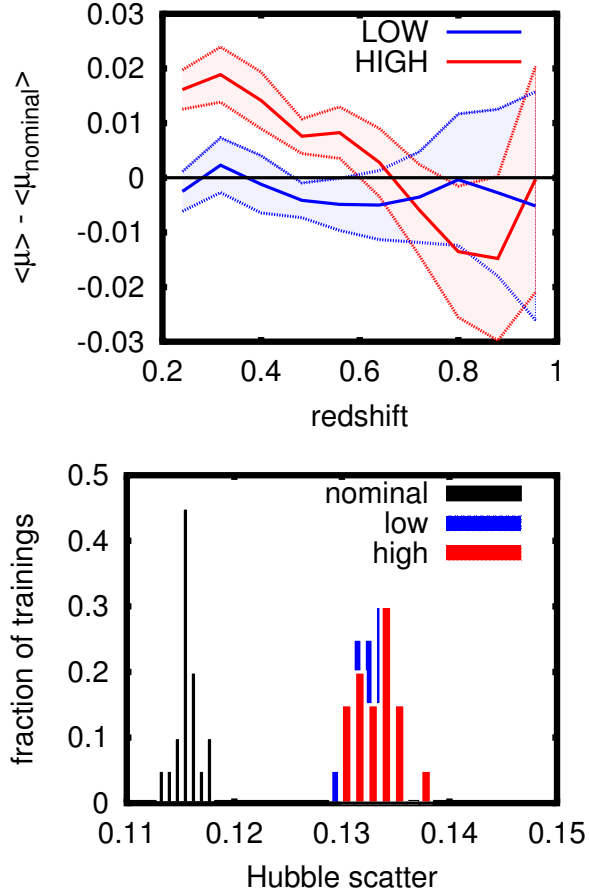 0.03
0.02
0.01
0
-0.01
-0.02
-0.03
<μ> - <μnominal>
LOW
HIGH
0.2
0.4
0.6
0.8
1
redshift
0.5
0.4
0.3
0.2
0.1
0
fraction of trainings
nominal
low
high
0.11
0.12
0.13
0.14
0.15
Hubble scatter